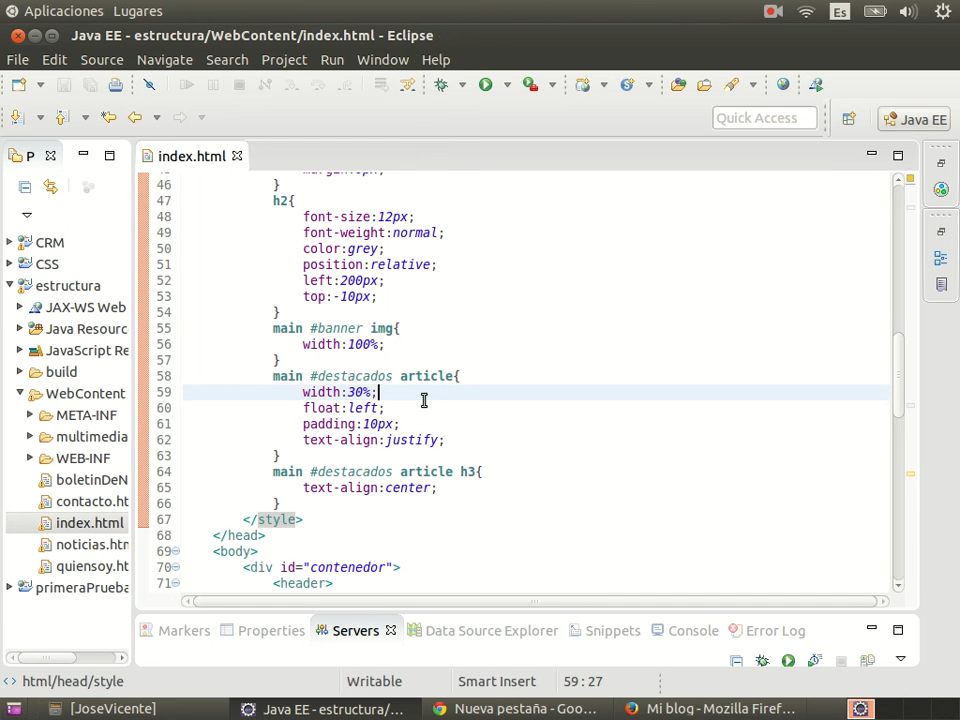 Aplicaciones Lugares
Es
Java EE - estructura/WebContent/index.html - Eclipse
File Edit Source Navigate Search Project Run Window Help
Quick Access
Java EE
P
index.html
CRM
CSS
estructura
JAX-WS Web
Java Resourc
JavaScript Re
build
WebContent
META-INF
multimedia
WEB-INF
boletinDeN
contacto.ht
index.html
noticias.htm
quiensoy.ht
primeraPrueba
46 }
47 h2{
48 font-size:12px;
49 font-weight:normal;
50 color:grey;
51 position:relative;
52 left:200px;
53 top:-10px;
54 }
55 main #banner img{
56 width:100%;
57 }
58 main #destacados article{
59 width:30%;
60 float:left;
61 padding:10px;
62 text-align:justify;
63 }
64 main #destacados article h3{
65 text-align:center;
66 }
67 </style>
68 </head>
69 <body>
70 <div id="contenedor">
71 <header>
Markers Properties Servers Data Source Explorer Snippets Console Error Log
html/head/style Writable Smart Insert 59 : 27
[JoseVicente] Java EE - estructura/... Nueva pestaña - Goo... Mi blog - Mozilla Firef...